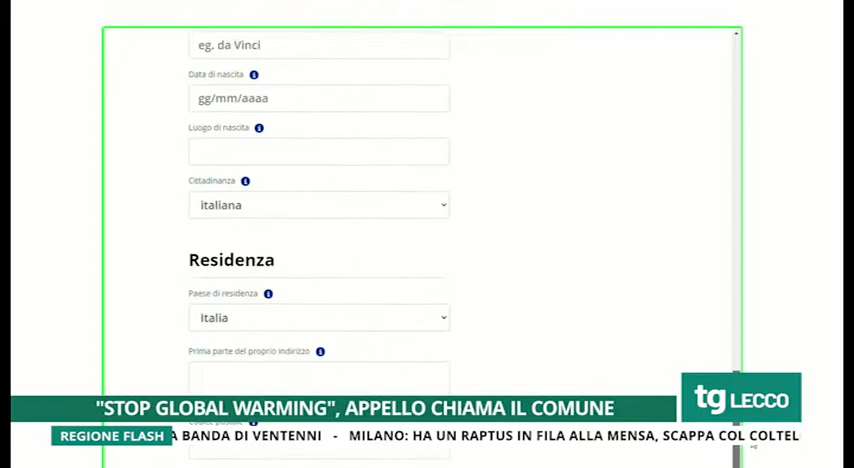 eg. da Vinci
Data di nascita
gg/mm/aaaa
Luogo di nascita
Cittadinanza
italiana
Residenza
Paese di residenza
Italia
Prima parte del proprio indirizzo
"STOP GLOBAL WARMING", APPELLO CHIAMA IL COMUNE
tg LECCO
Codice postale
REGIONE FLASH A BANDA DI VENTENNI - MILANO: HA UN RAPTUS IN FILA ALLA MENSA, SCAPPA COL COLTEL